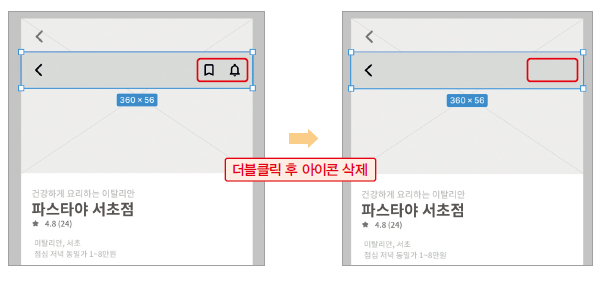 360 × 56
건강하게 요리하는 이탈리안
파스타야 서초점
★ 4.8 (24)
이탈리안, 서초
점심 저녁 동일가 1~8만원
더블클릭 후 아이콘 삭제
360 × 56
건강하게 요리하는 이탈리안
파스타야 서초점
★ 4.8 (24)
이탈리안, 서초
점심 저녁 동일가 1~8만원